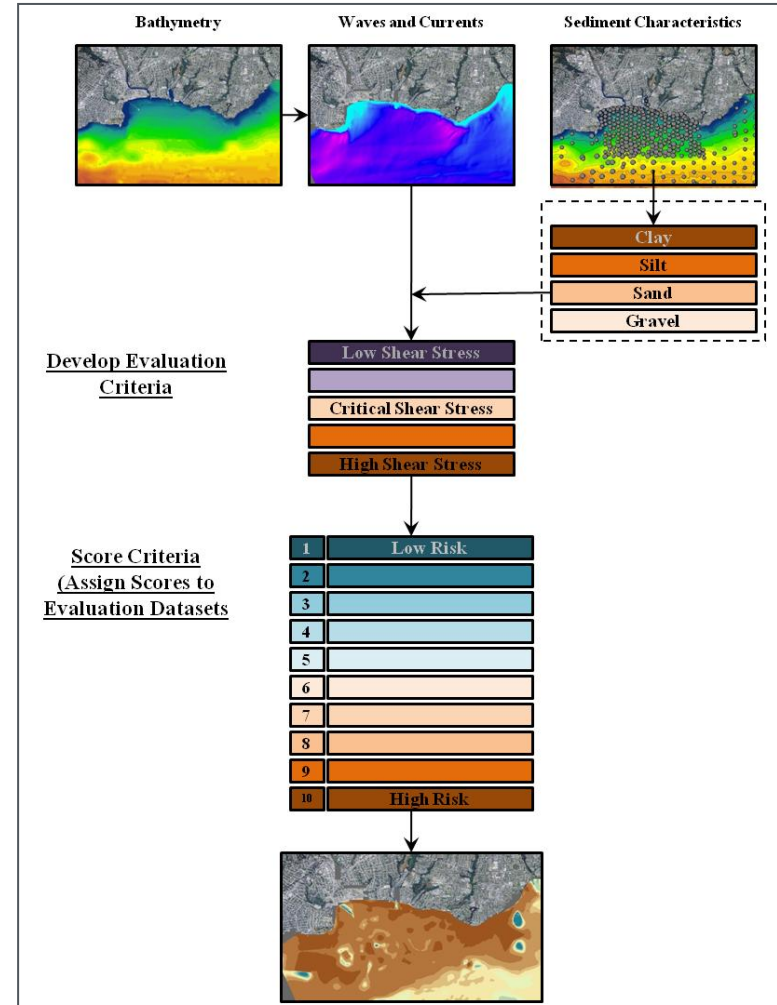 Bathymetry
Waves and Currents
Sediment Characteristics
Clay
Silt
Sand
Gravel
Develop Evaluation
Criteria
Low Shear Stress
Critical Shear Stress
High Shear Stress
Score Criteria
(Assign Scores to
Evaluation Datasets
1 Low Risk
2
3
4
5
6
7
8
9
10 High Risk